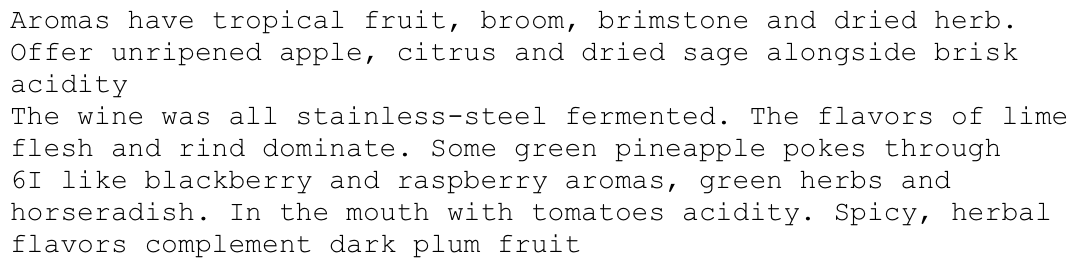 Aromas have tropical fruit, broom, brimstone and dried herb.
Offer unripened apple, citrus and dried sage alongside brisk
acidity
The wine was all stainless-steel fermented. The flavors of lime
flesh and rind dominate. Some green pineapple pokes through
6I like blackberry and raspberry aromas, green herbs and
horseradish. In the mouth with tomatoes acidity. Spicy, herbal
flavors complement dark plum fruit